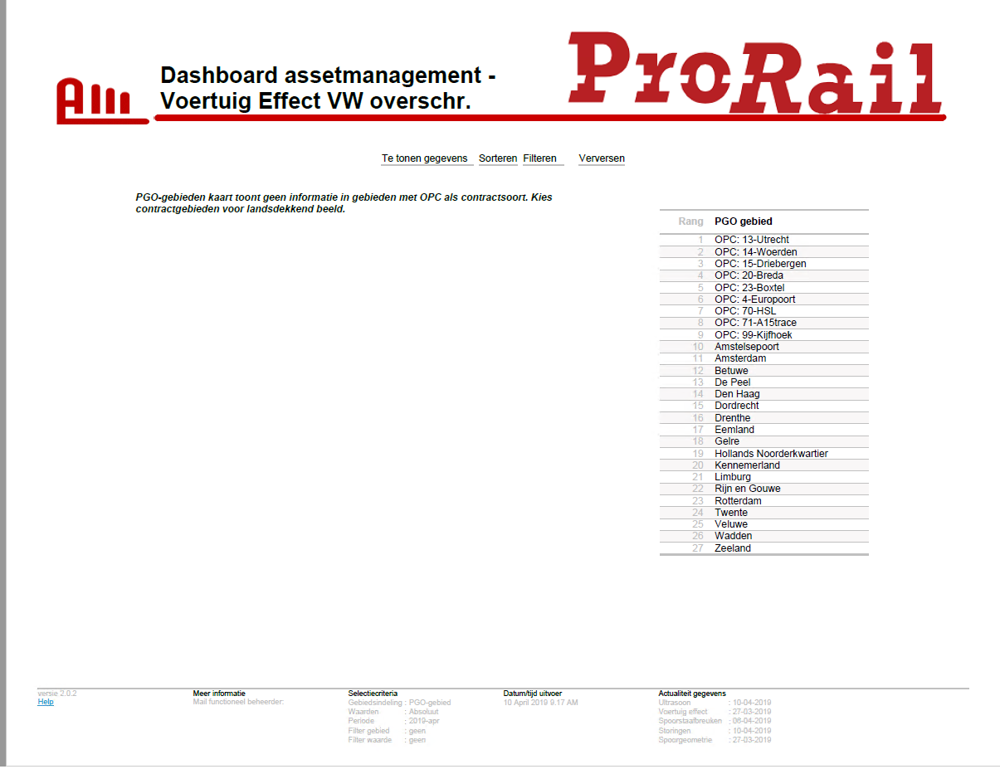 Dashboard assetmanagement -
Voertuig Effect VW overschr.
ProRail
Te tonen gegevens Sorteren Filteren Verversen
PGO-gebieden kaart toont geen informatie in gebieden met OPC als contractsoort. Kies
contractgebieden voor landsdekkend beeld.
Rang PGO gebied
1 OPC: 13-Utrecht
2 OPC: 14-Woerden
3 OPC: 15-Driebergen
4 OPC: 20-Breda
5 OPC: 23-Boxtel
6 OPC: 4-Europoort
7 OPC: 70-HSL
8 OPC: 71-A15trace
9 OPC: 99-Kijfhoek
10 Amstelsepoort
11 Amsterdam
12 Betuwe
13 De Peel
14 Den Haag
15 Dordrecht
16 Drenthe
17 Eemland
18 Gelre
19 Hollands Noorderkwartier
20 Kennemerland
21 Limburg
22 Rijn en Gouwe
23 Rotterdam
24 Twente
25 Veluwe
26 Wadden
27 Zeeland
versie 2.0.2
Help
Meer informatie
Mail functioneel beheerder:
Selectiecriteria
Gebiedsindeling : PGO-gebied
Waarden : Absoluut
Periode : 2019-apr
Filter gebied : geen
Filter waarde : geen
Datum/tijd uitvoer
10 April 2019 9.17 AM
Actualiteit gegevens
Ultrasoon : 10-04-2019
Voertuig effect : 27-03-2019
Spoorstaafbreuken : 06-04-2019
Storingen : 10-04-2019
Spoorgeometrie : 27-03-2019